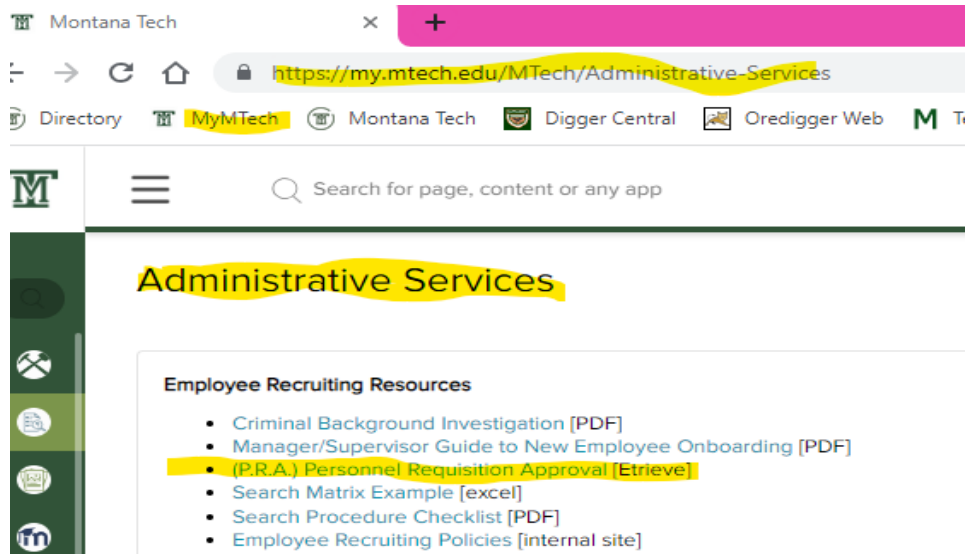 Montana Tech
https://my.mtech.edu/MTech/Administrative-Services
Directory MyMTech Montana Tech Digger Central Oredigger Web M
M Search for page, content or any app
Administrative Services
Employee Recruiting Resources
• Criminal Background Investigation [PDF]
• Manager/Supervisor Guide to New Employee Onboarding [PDF]
• (P.R.A.) Personnel Requisition Approval [Etrieve]
• Search Matrix Example [excel]
• Search Procedure Checklist [PDF]
• Employee Recruiting Policies [internal site]